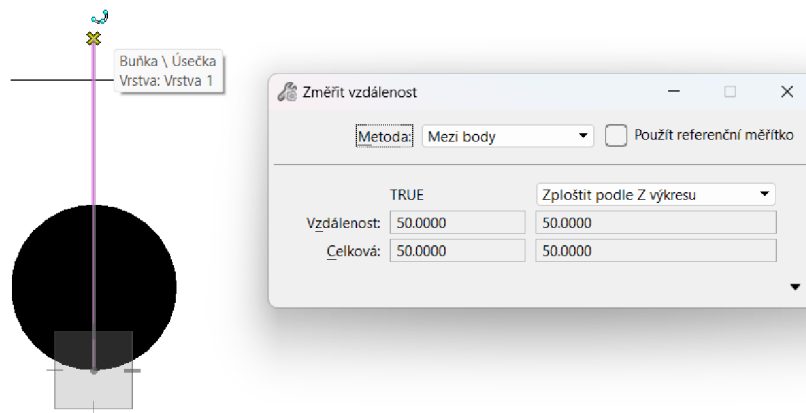 Buňka \ Úsečka
Vrstva: Vrstva 1
Změřit vzdálenost
Metoda: Mezi body Použít referenční měřítko
TRUE Zploštit podle Z výkresu
Vzdálenost: 50.0000 50.0000
Celková: 50.0000 50.0000